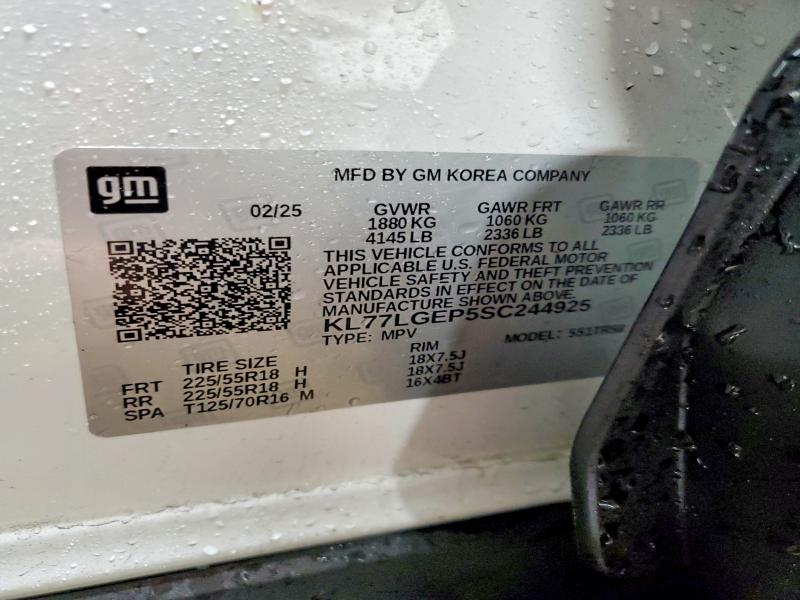 gm
MFD BY GM KOREA COMPANY
02/25 GVWR GAWR FRT GAWR RR
1880 KG 1060 KG 1060 KG
4145 LB 2336 LB 2336 LB
THIS VEHICLE CONFORMS TO ALL
APPLICABLE U.S. FEDERAL MOTOR
VEHICLE SAFETY AND THEFT PREVENTION
STANDARDS IN EFFECT ON THE DATE OF
MANUFACTURE SHOWN ABOVE.
KL77LGEP5SC244925
TYPE: MPV MODEL:
TIRE SIZE RIM
FRT 225/55R18 H 18X7.5J
RR 225/55R18 H 18X7.5J
SPA T125/70R16 M 16X4BT